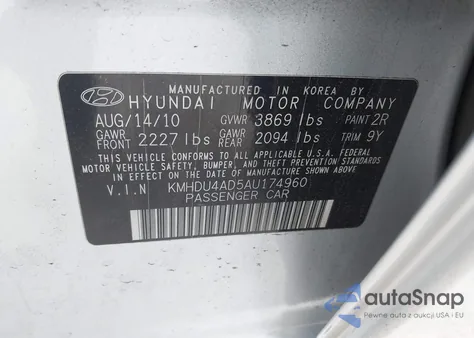 MANUFACTURED IN KOREA BY
HYUNDAI MOTOR COMPANY
AUG/14/10 GVWR 3869 lbs PAINT 2R
GAWR FRONT 2227 lbs GAWR REAR 2094 lbs TRIM 9Y
THIS VEHICLE CONFORMS TO ALL APPLICABLE U.S. FEDERAL
MOTOR VEHICLE SAFETY, BUMPER, AND THEFT PREVENTION
STANDARDS IN EFFECT ON THE DATE OF MANUFACTURE SHOWN ABOVE.
V.I.N KMHDU4AD5AU174960
PASSENGER CAR
autoSnap
Pewne auta z aukcji USA i EU